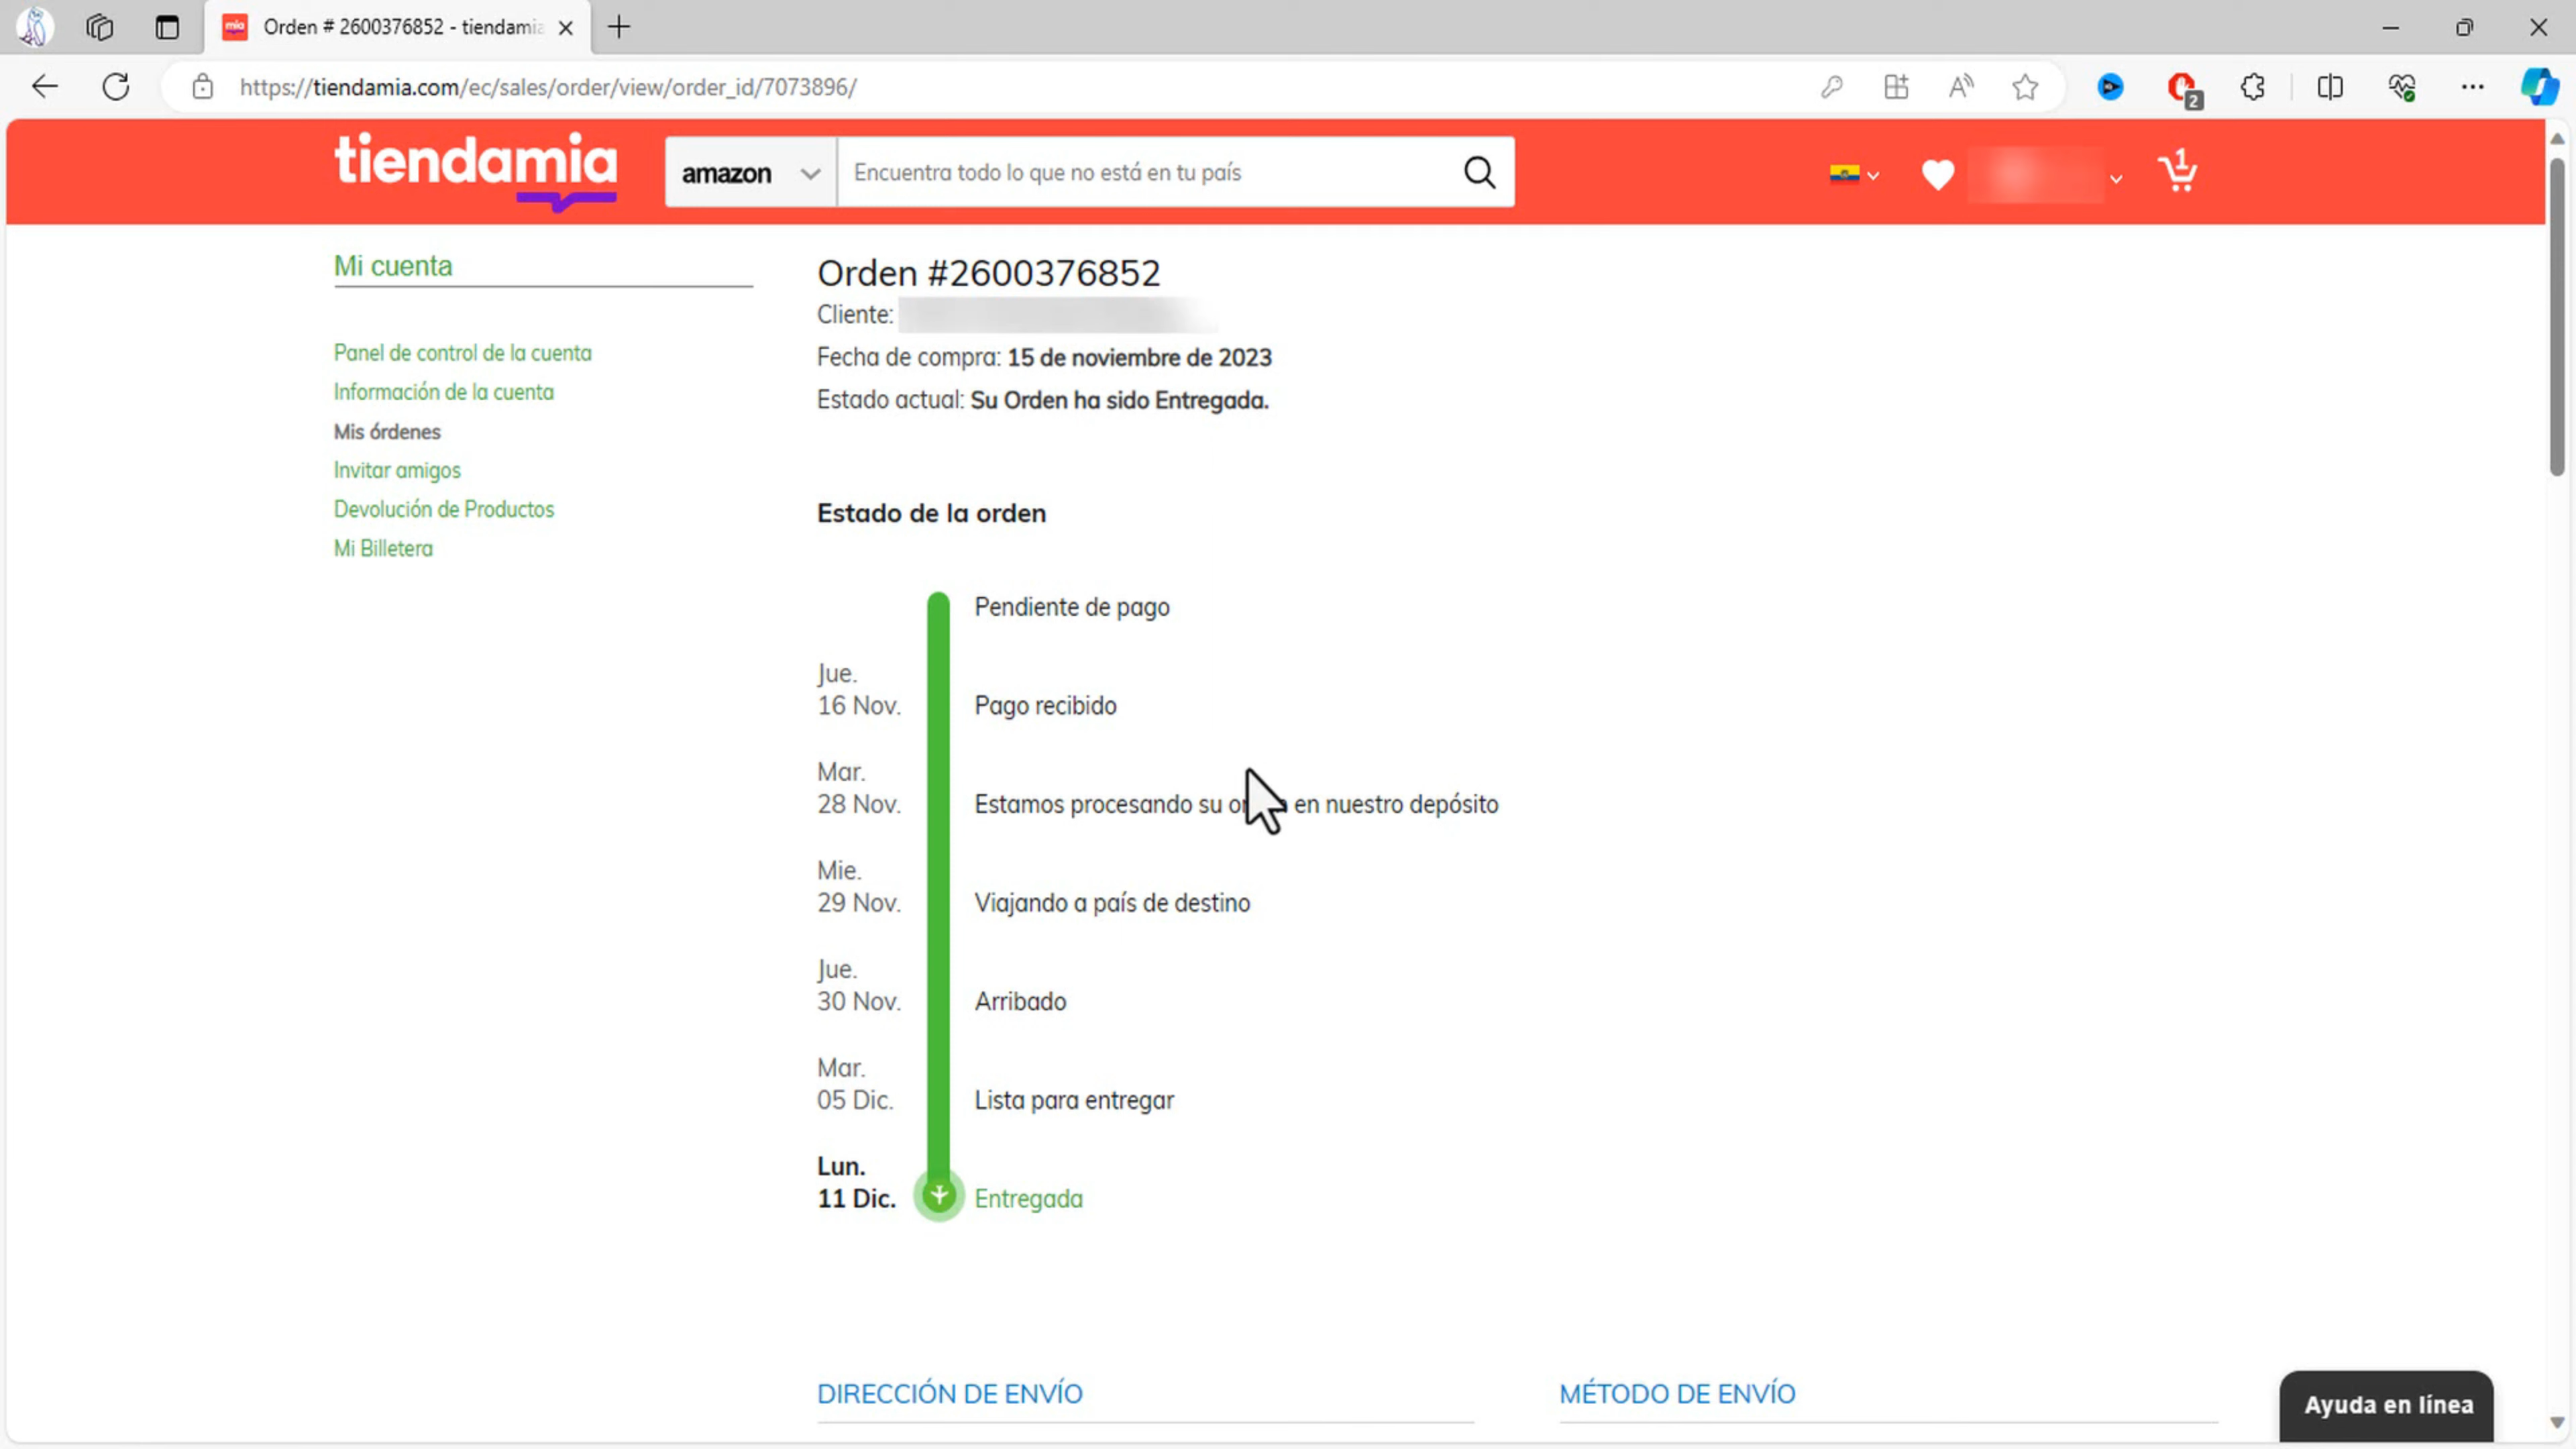 Orden # 2600376852 - tiendamia
https://tiendamia.com/ec/sales/order/view/order_id/7073896/
2
tiendamia
amazon
Encuentra todo lo que no está en tu país
1
Mi cuenta
Panel de control de la cuenta
Información de la cuenta
Mis órdenes
Invitar amigos
Devolución de Productos
Mi Billetera
Orden #2600376852
Cliente:
Fecha de compra: 15 de noviembre de 2023
Estado actual: Su Orden ha sido Entregada.
Estado de la orden
Pendiente de pago
Jue.
16 Nov. Pago recibido
Mar.
28 Nov. Estamos procesando su en nuestro depósito
Mie.
29 Nov. Viajando a país de destino
Jue.
30 Nov. Arribado
Mar.
05 Dic. Lista para entregar
Lun.
11 Dic. Entregada
DIRECCIÓN DE ENVÍO
MÉTODO DE ENVÍO
Ayuda en línea